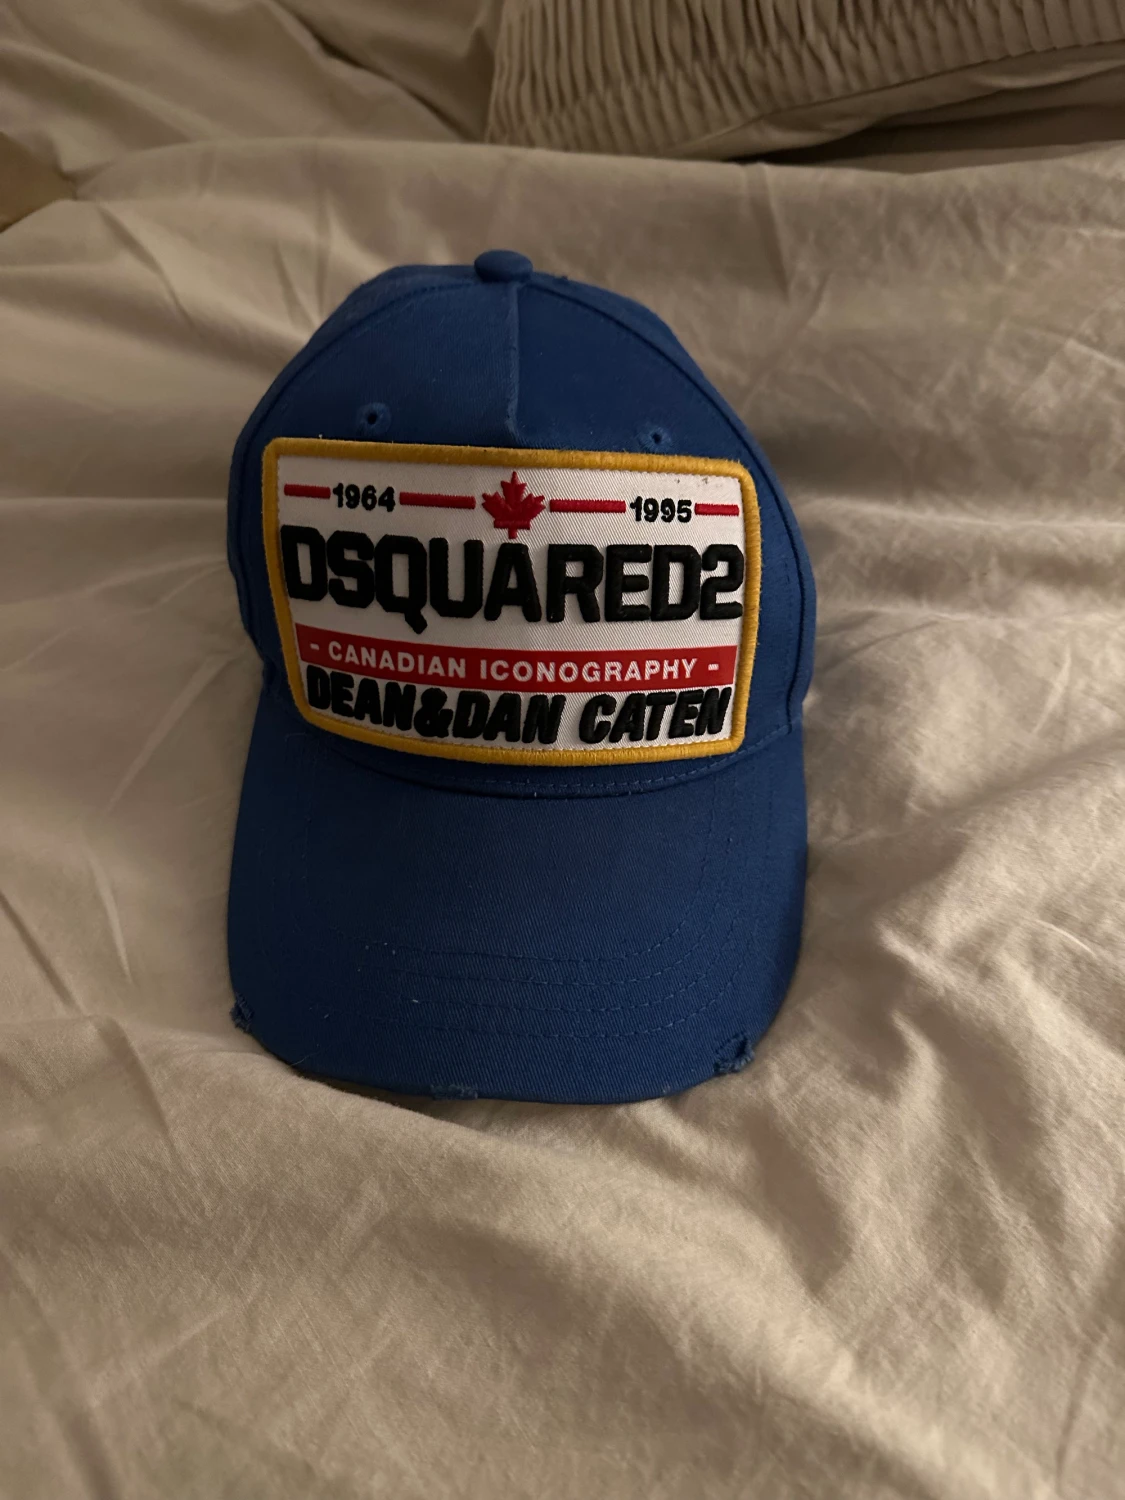 1964 1995
DSQUARED2
- CANADIAN ICONOGRAPHY -
DEAN&DAN CATEN